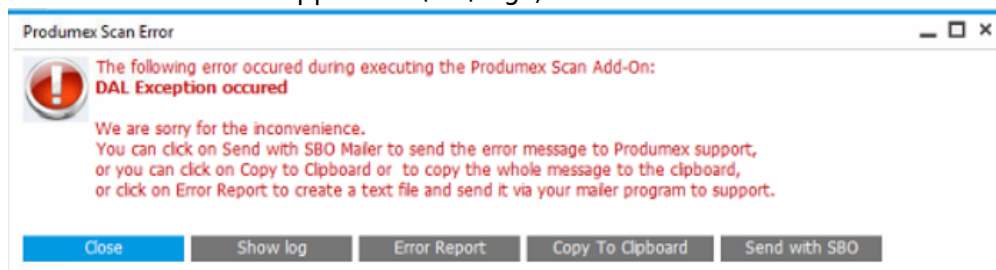 Produmex Scan Error
The following error occured during executing the Produmex Scan Add-On:
DAL Exception occured
We are sorry for the inconvenience.
You can click on Send with SBO Mailer to send the error message to Produmex support,
or you can click on Copy to Clipboard or to copy the whole message to the clipboard,
or click on Error Report to create a text file and send it via your mailer program to support.
Close Show log Error Report Copy To Clipboard Send with SBO